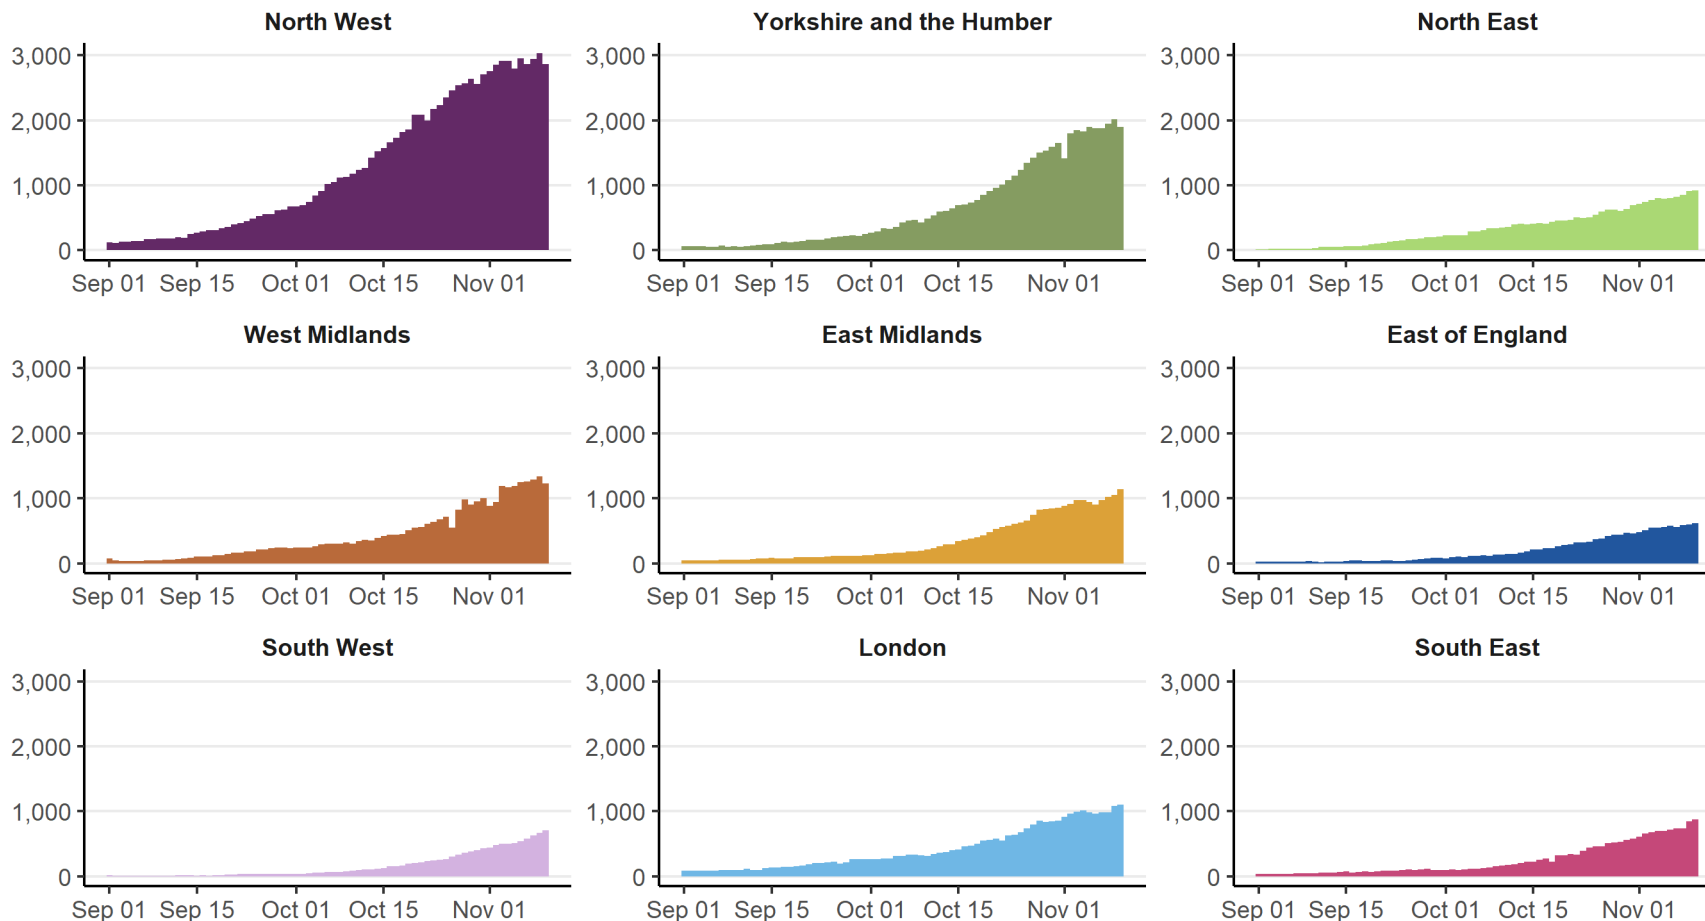 North West Yorkshire and the Humber North East
3,000 3,000 3,000
2,000 2,000 2,000
1,000 1,000 1,000
0 0 0
Sep 01 Sep 15 Oct 01 Oct 15 Nov 01 Sep 01 Sep 15 Oct 01 Oct 15 Nov 01 Sep 01 Sep 15 Oct 01 Oct 15 Nov 01
West Midlands East Midlands East of England
3,000 3,000 3,000
2,000 2,000 2,000
1,000 1,000 1,000
0 0 0
Sep 01 Sep 15 Oct 01 Oct 15 Nov 01 Sep 01 Sep 15 Oct 01 Oct 15 Nov 01 Sep 01 Sep 15 Oct 01 Oct 15 Nov 01
South West London South East
3,000 3,000 3,000
2,000 2,000 2,000
1,000 1,000 1,000
0 0 0
Sep 01 Sep 15 Oct 01 Oct 15 Nov 01 Sep 01 Sep 15 Oct 01 Oct 15 Nov 01 Sep 01 Sep 15 Oct 01 Oct 15 Nov 01